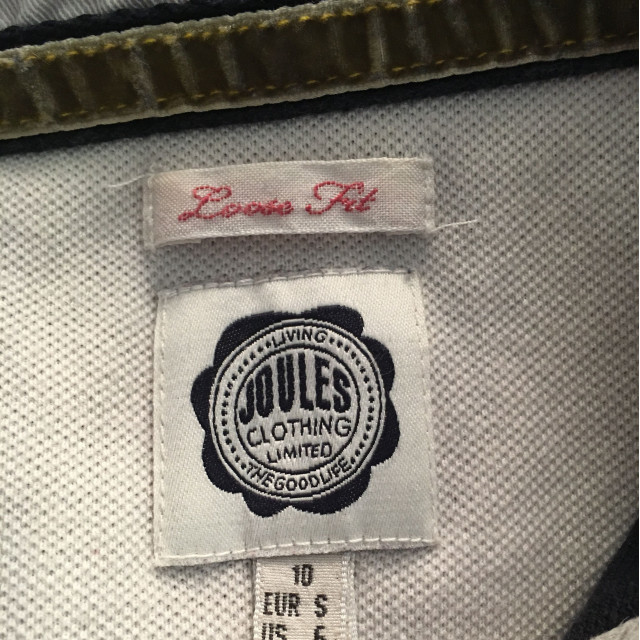 Loose Fit
LIVING
JOULES
CLOTHING
LIMITED
THE GOOD LIFE
10
EUR S
US 6